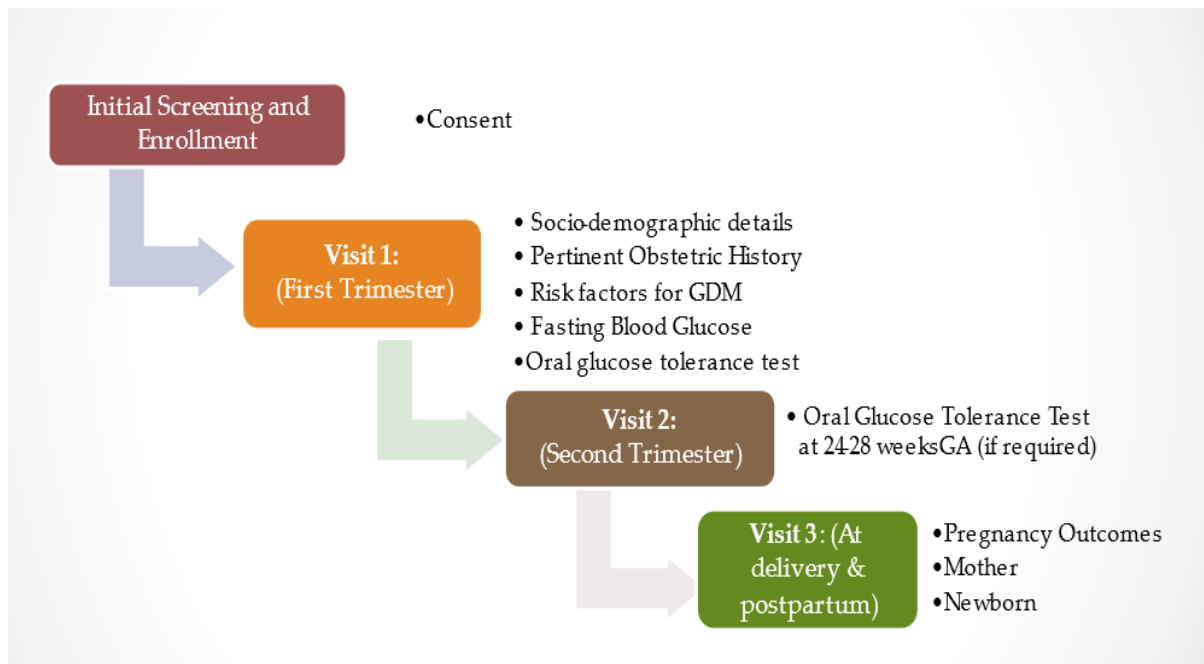 Initial Screening and
Enrollment
•Consent
Visit 1:
(First Trimester)
• Socio-demographic details
• Pertinent Obstetric History
• Risk factors for GDM
• Fasting Blood Glucose
•Oral glucose tolerance test
Visit 2:
(Second Trimester)
• Oral Glucose Tolerance Test
at 24-28 weeksGA (if required)
Visit 3: (At
delivery &
postpartum)
•Pregnancy Outcomes
•Mother
•Newborn